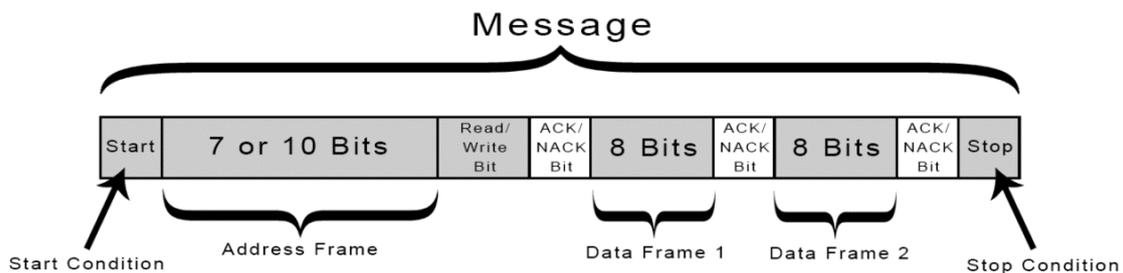 Message
Start
7 or 10 Bits
Read/
Write
Bit
ACK/
NACK
Bit
8 Bits
ACK/
NACK
Bit
8 Bits
ACK/
NACK
Bit
Stop
Start Condition
Address Frame
Data Frame 1
Data Frame 2
Stop Condition